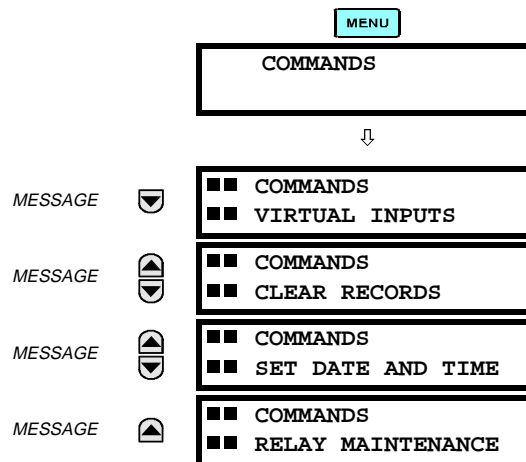 MENU
COMMANDS
COMMANDS
MESSAGE
VIRTUAL INPUTS
COMMANDS
MESSAGE
CLEAR RECORDS
COMMANDS
MESSAGE
SET DATE AND TIME
COMMANDS
MESSAGE
RELAY MAINTENANCE